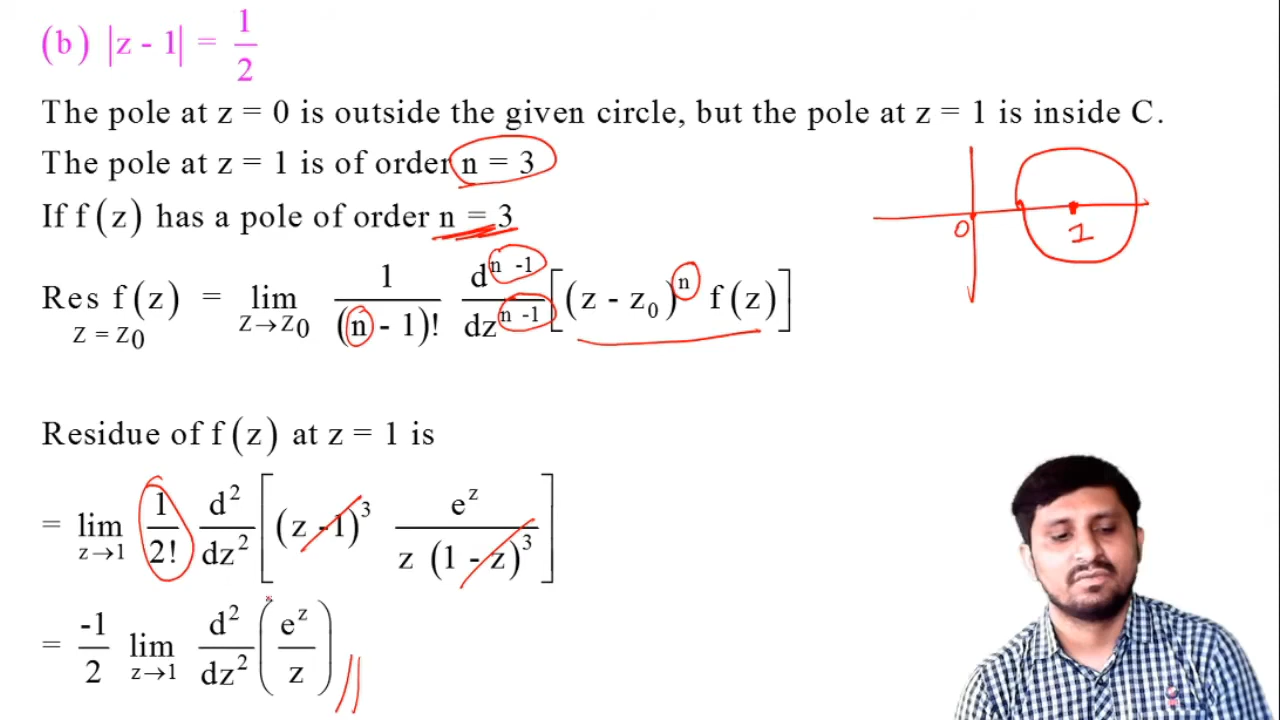 (b) |z - 1| = 1/2
The pole at z = 0 is outside the given circle, but the pole at z = 1 is inside C.
The pole at z = 1 is of order n = 3
If f(z) has a pole of order n = 3
Res f(z) = lim 1/(n - 1)! d^(n-1)/dz^(n-1) [(z - z₀)ⁿ f(z)]
z = z₀ z→z₀
0 1
Residue of f(z) at z = 1 is
= lim z→1 1/2! d²/dz² [(z - 1)³ e^z/(z (1 - z)³)]
= -1/2 lim z→1 d²/dz² (e^z/z)